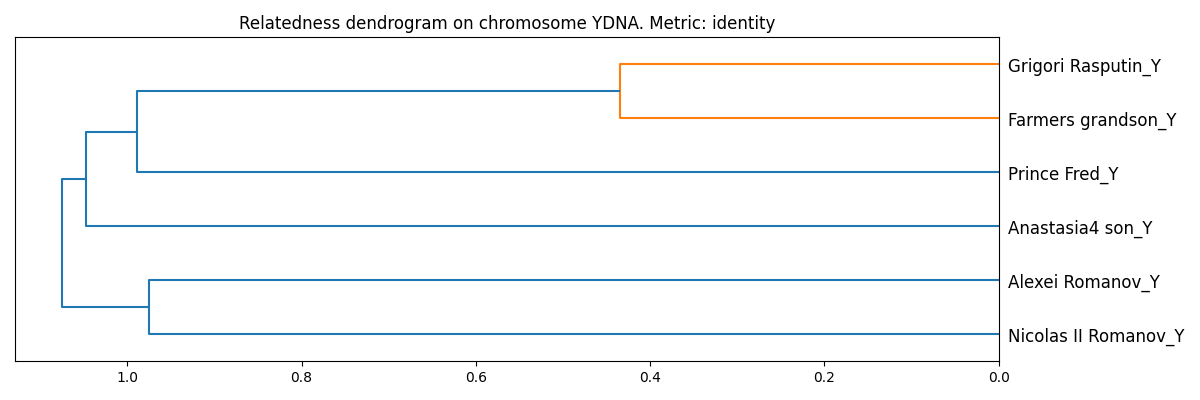 Relatedness dendrogram on chromosome YDNA. Metric: identity
Grigori Rasputin_Y
Farmers grandson_Y
Prince Fred_Y
Anastasia4 son_Y
Alexei Romanov_Y
Nicolas II Romanov_Y
1.0 0.8 0.6 0.4 0.2 0.0